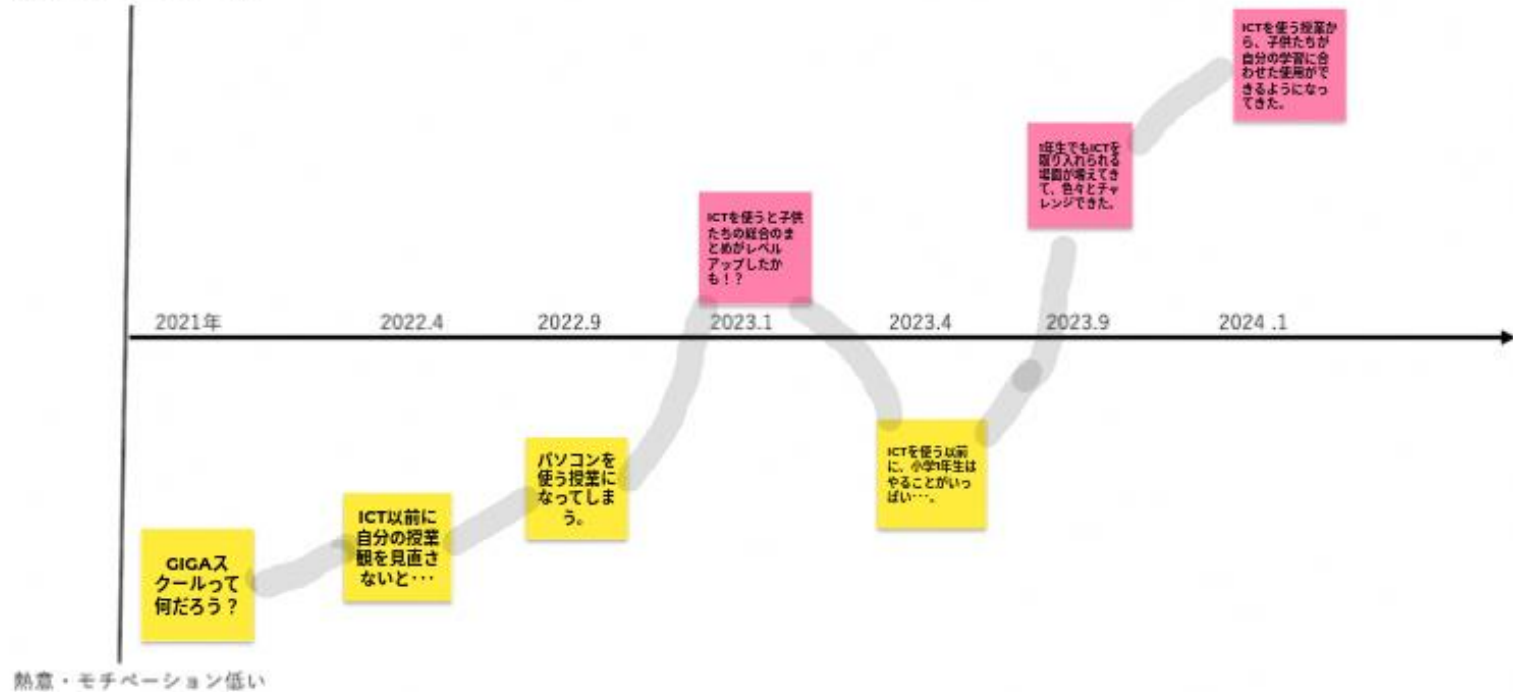 ICTを使う授業か
ら、子供たちが
自分の学習に合
わせた使用がで
きるようになっ
てきた。
1年生でもICTを
取り入れられる
場面が増えてき
て、色々とチャ
レンジできた。
ICTを使うと子供
たちの総合のま
とめがレベル
アップしたか
も！？
2021年
2022.4
2022.9
2023.1
2023.4
2023.9
2024 .1
ICTを使う以前
に、小学1年生は
やることがいっ
ぱい･･･。
パソコンを
使う授業に
なってしま
う。
ICT以前に
自分の授業
観を見直さ
ないと･･･
GIGAス
クールって
何だろう？
熱意・モチベーション低い